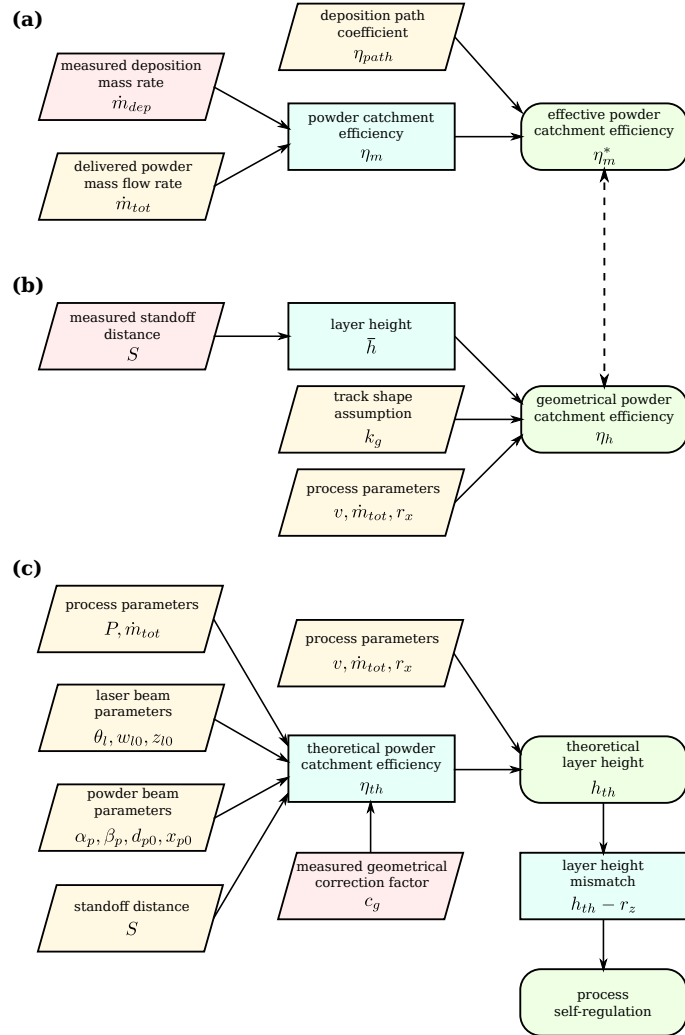 (a)
deposition path
coefficient
η_path
measured deposition
mass rate
ṁ_dep
powder catchment
efficiency
η_m
effective powder
catchment efficiency
η*_m
delivered powder
mass flow rate
ṁ_tot
(b)
measured standoff
distance
S
layer height
h̄
track shape
assumption
k_g
geometrical powder
catchment efficiency
η_h
process parameters
v, ṁ_tot, r_x
(c)
process parameters
P, ṁ_tot
process parameters
v, ṁ_tot, r_x
laser beam
parameters
θ_l, w_l0, z_l0
theoretical powder
catchment efficiency
η_th
theoretical
layer height
h_th
powder beam
parameters
α_p, β_p, d_p0, x_p0
measured geometrical
correction factor
c_g
layer height
mismatch
h_th − r_z
standoff distance
S
process
self-regulation